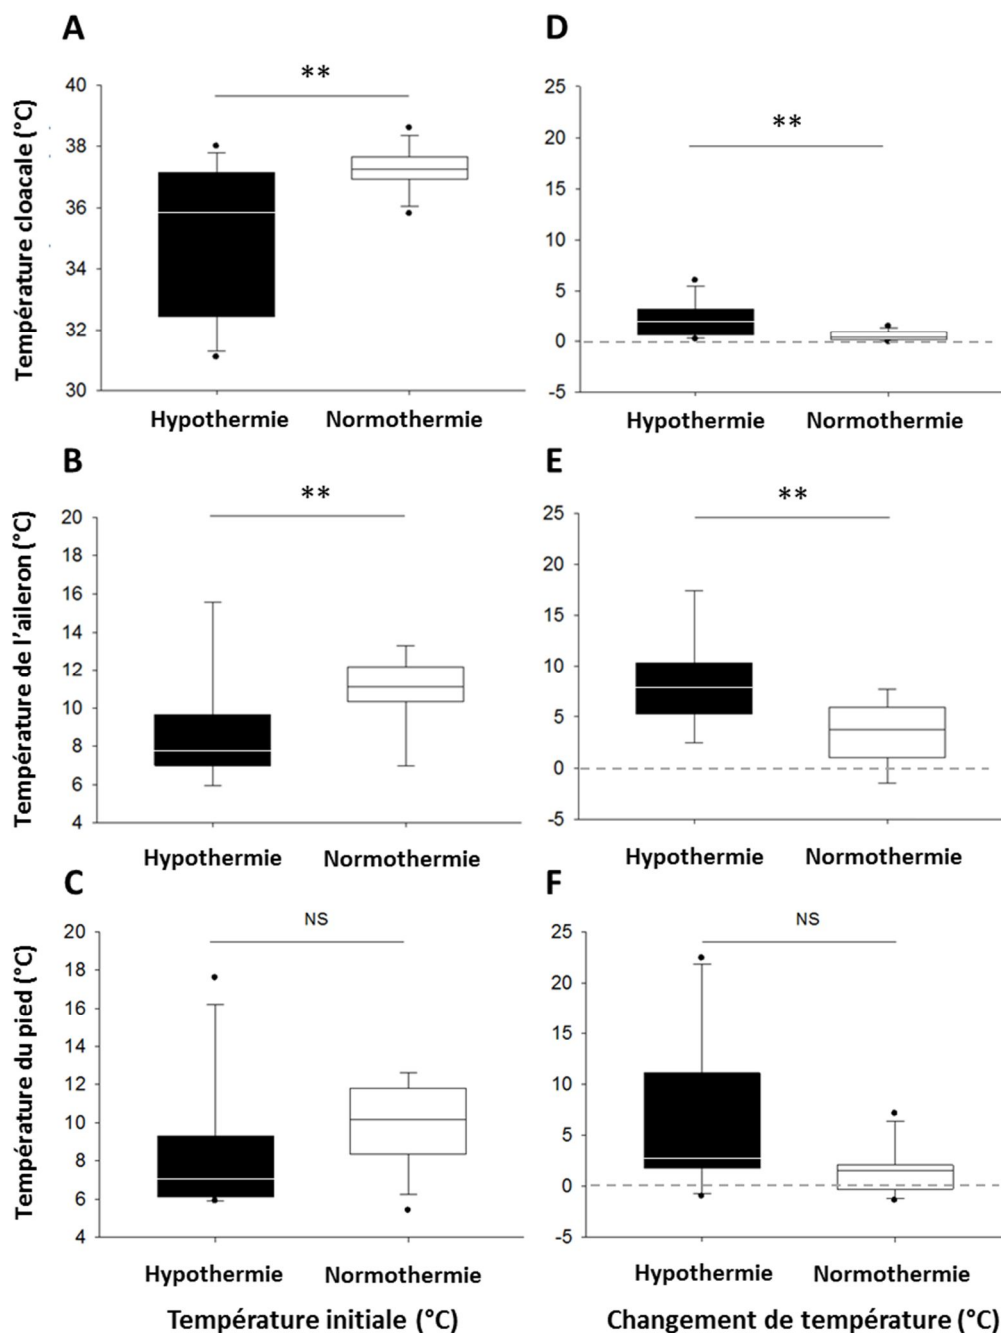 A
**
Température cloacale (°C)
40
38
36
34
32
30
Hypothermie Normothermie
D
**
25
20
15
10
5
0
-5
Hypothermie Normothermie
B
**
Température de l'aileron (°C)
20
18
16
14
12
10
8
6
4
Hypothermie Normothermie
E
**
25
20
15
10
5
0
-5
Hypothermie Normothermie
C
NS
Température du pied (°C)
20
18
16
14
12
10
8
6
4
Hypothermie Normothermie
Température initiale (°C)
F
NS
25
20
15
10
5
0
-5
Hypothermie Normothermie
Changement de température (°C)